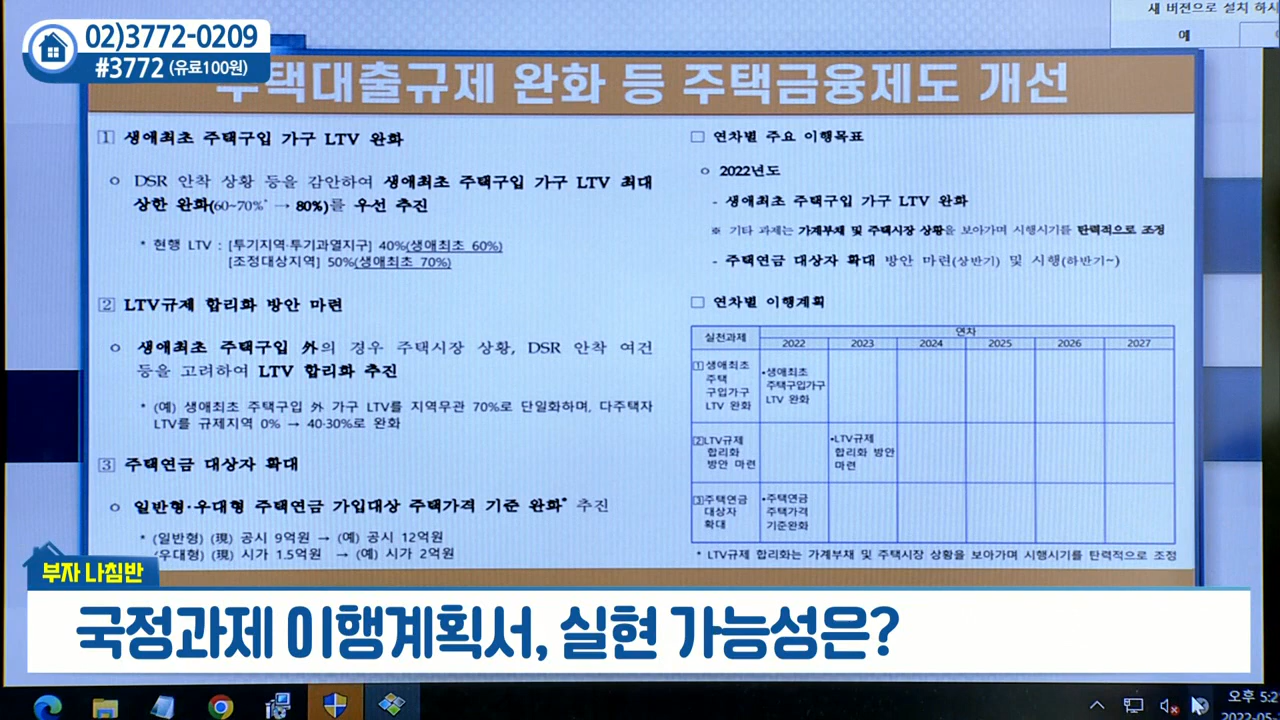 02)3772-0209
#3772 (유료100원)
새 버전으로 설치 하시
예
주택대출규제 완화 등 주택금융제도 개선
1 생애최초 주택구입 가구 LTV 완화
ㅇ DSR 안착 상황 등을 감안하여 생애최초 주택구입 가구 LTV 최대
상한 완화(60~70%* → 80%)를 우선 추진
* 현행 LTV : [투기지역·투기과열지구] 40%(생애최초 60%)
[조정대상지역] 50%(생애최초 70%)
2 LTV규제 합리화 방안 마련
ㅇ 생애최초 주택구입 外의 경우 주택시장 상황, DSR 안착 여건
등을 고려하여 LTV 합리화 추진
* (예) 생애최초 주택구입 外 가구 LTV를 지역무관 70%로 단일화하며, 다주택자
LTV를 규제지역 0% → 40·30%로 완화
3 주택연금 대상자 확대
ㅇ 일반형·우대형 주택연금 가입대상 주택가격 기준 완화* 추진
* (일반형) (現) 공시 9억원 → (예) 공시 12억원
(우대형) (現) 시가 1.5억원 → (예) 시가 2억원
□ 연차별 주요 이행목표
ㅇ 2022년도
- 생애최초 주택구입 가구 LTV 완화
※ 기타 과제는 가계부채 및 주택시장 상황을 보아가며 시행시기를 탄력적으로 조정
- 주택연금 대상자 확대 방안 마련(상반기) 및 시행(하반기~)
□ 연차별 이행계획
실천과제
연차
2022 2023 2024 2025 2026 2027
1 생애최초
주택
구입가구
LTV 완화
•생애최초
주택구입가구
LTV 완화
2 LTV규제
합리화
방안 마련
•LTV규제
합리화 방안
마련
3 주택연금
대상자
확대
•주택연금
주택가격
기준완화
* LTV규제 합리화는 가계부채 및 주택시장 상황을 보아가며 시행시기를 탄력적으로 조정
부자 나침반
국정과제 이행계획서, 실현 가능성은?
오후 5:2
2022-05-